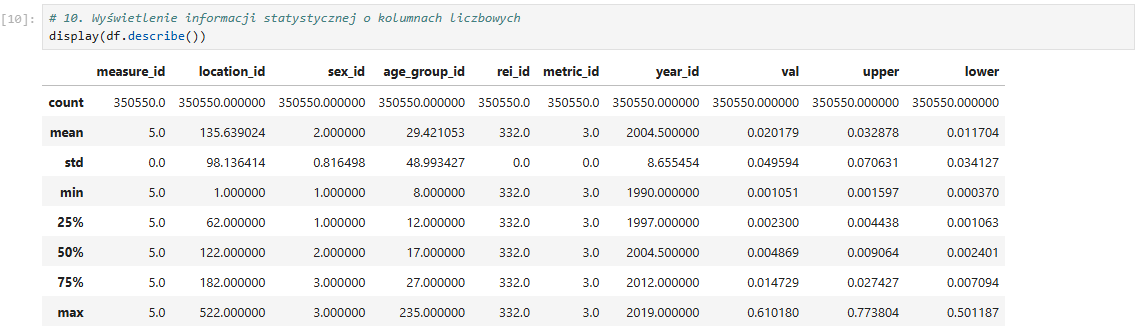 [10]: # 10. Wyświetlenie informacji statystycznej o kolumnach liczbowych
display(df.describe())
measure_id location_id sex_id age_group_id rei_id metric_id year_id val upper lower
count 350550.0 350550.000000 350550.000000 350550.000000 350550.0 350550.0 350550.000000 350550.000000 350550.000000 350550.000000
mean 5.0 135.639024 2.000000 29.421053 332.0 3.0 2004.500000 0.020179 0.032878 0.011704
std 0.0 98.136414 0.816498 48.993427 0.0 0.0 8.655454 0.049594 0.070631 0.034127
min 5.0 1.000000 1.000000 8.000000 332.0 3.0 1990.000000 0.001051 0.001597 0.000370
25% 5.0 62.000000 1.000000 12.000000 332.0 3.0 1997.000000 0.002300 0.004438 0.001063
50% 5.0 122.000000 2.000000 17.000000 332.0 3.0 2004.500000 0.004869 0.009064 0.002401
75% 5.0 182.000000 3.000000 27.000000 332.0 3.0 2012.000000 0.014729 0.027427 0.007094
max 5.0 522.000000 3.000000 235.000000 332.0 3.0 2019.000000 0.610180 0.773804 0.501187